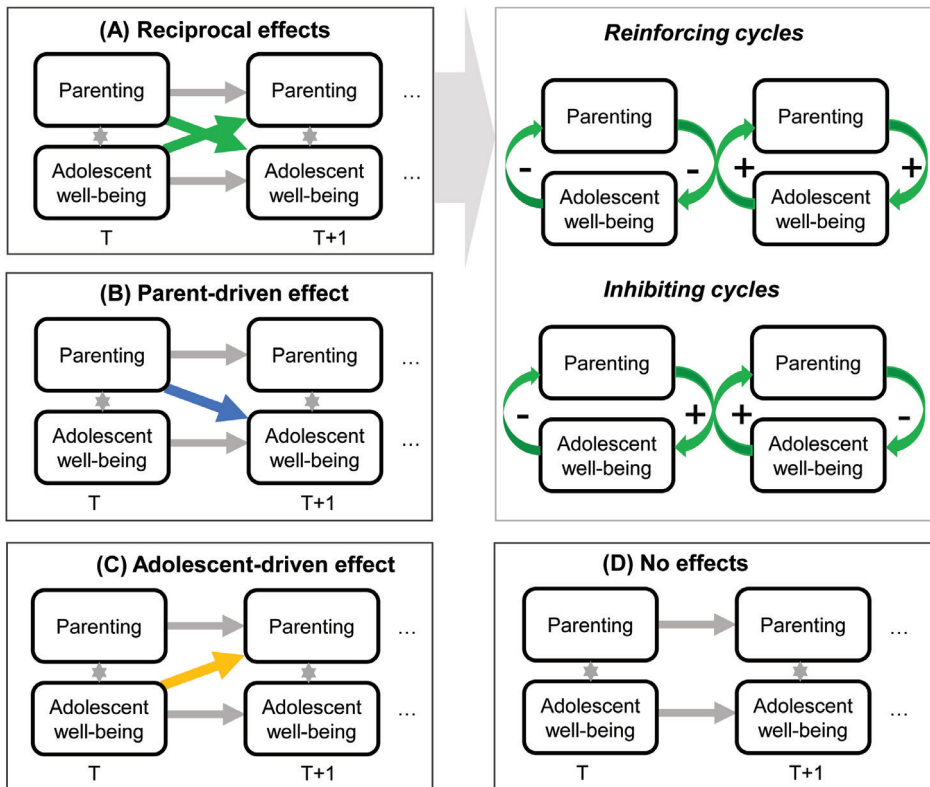 (A) Reciprocal effects
Parenting
Parenting
...
Adolescent
well-being
Adolescent
well-being
...
T
T+1
Reinforcing cycles
Parenting
Parenting
-
-
+
+
Adolescent
well-being
Adolescent
well-being
Inhibiting cycles
Parenting
Parenting
-
+
+
-
Adolescent
well-being
Adolescent
well-being
(B) Parent-driven effect
Parenting
Parenting
...
Adolescent
well-being
Adolescent
well-being
...
T
T+1
(C) Adolescent-driven effect
Parenting
Parenting
...
Adolescent
well-being
Adolescent
well-being
...
T
T+1
(D) No effects
Parenting
Parenting
...
Adolescent
well-being
Adolescent
well-being
...
T
T+1